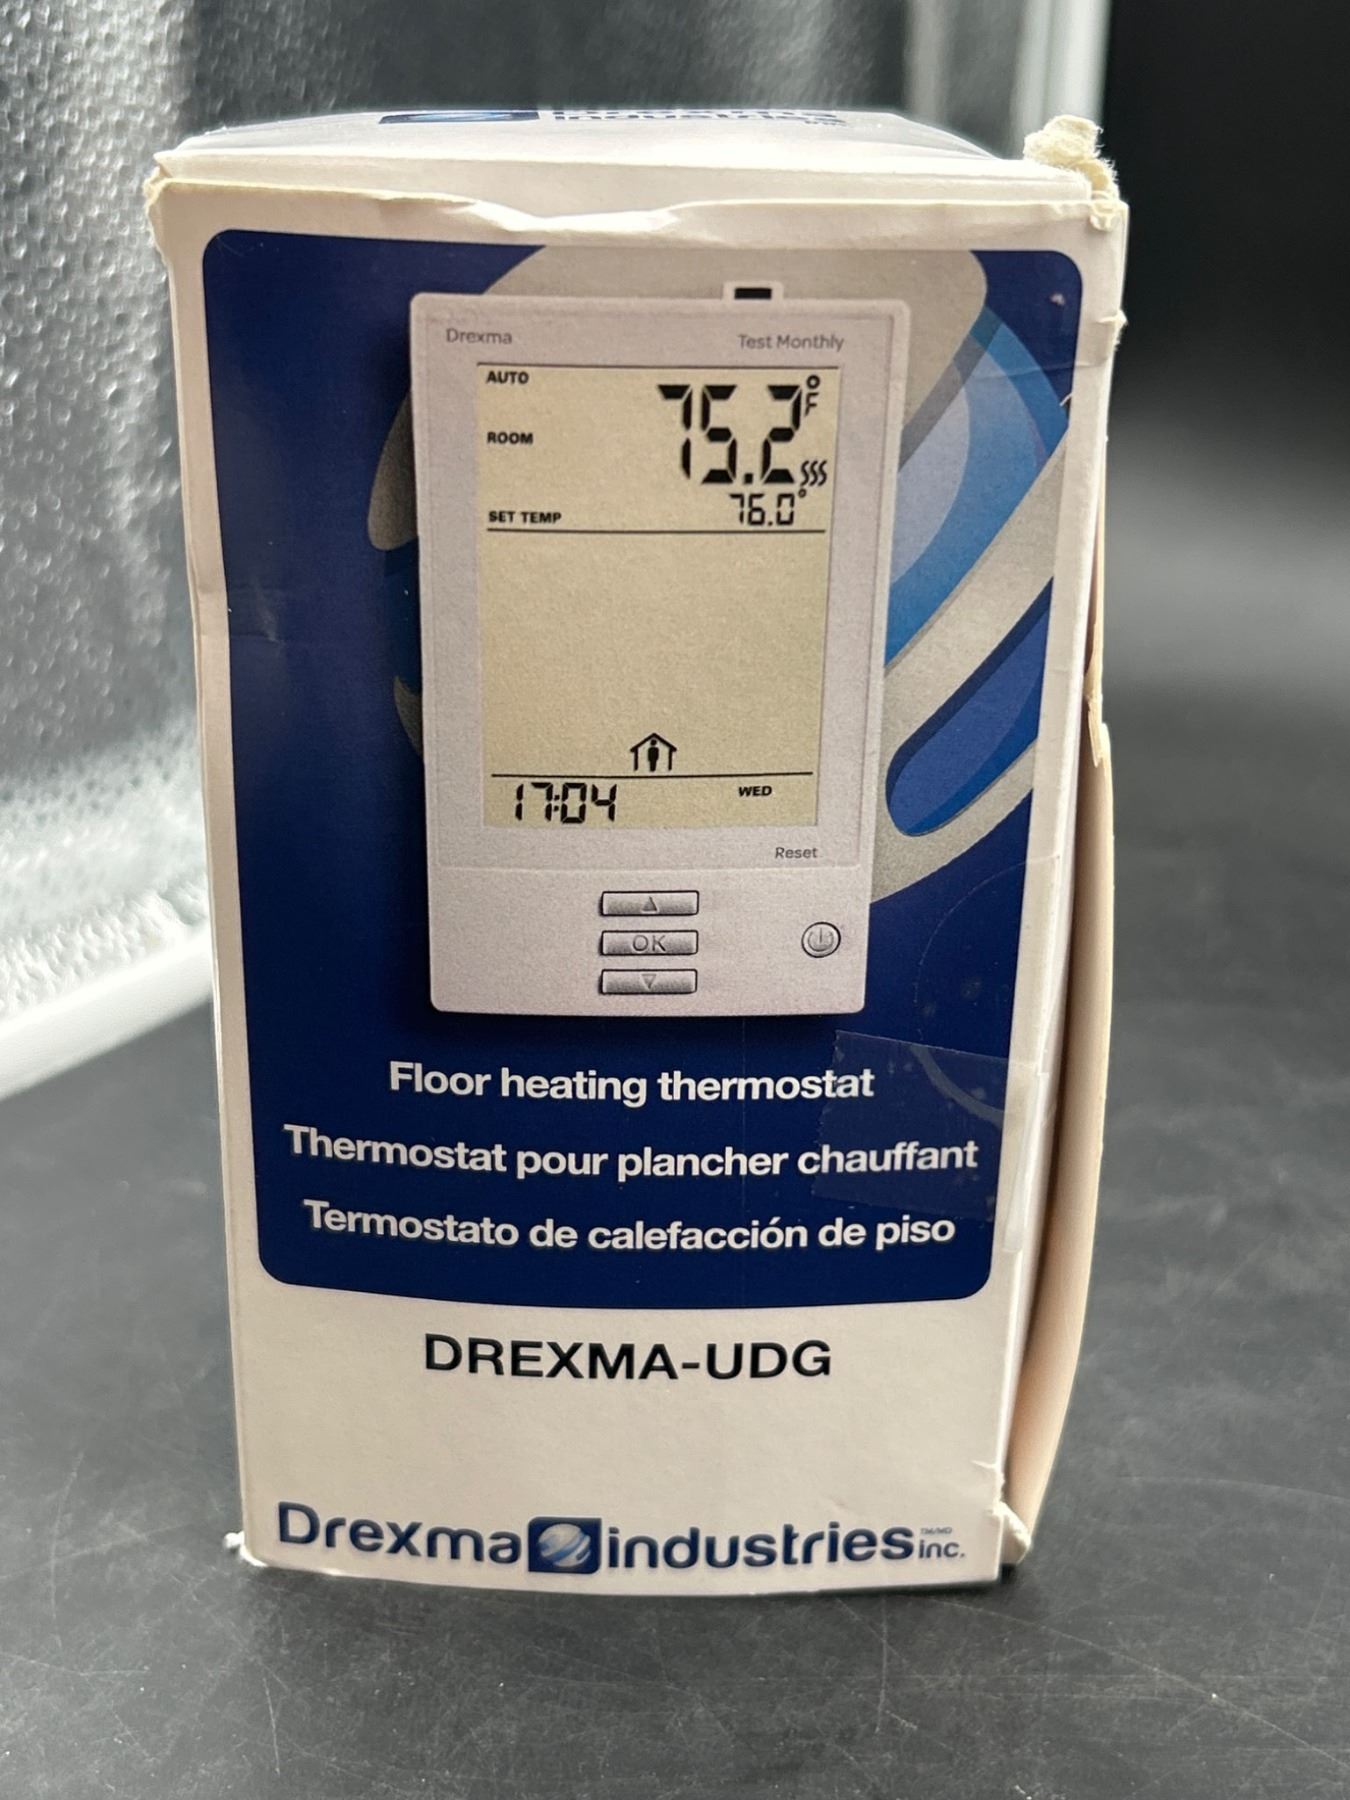 Drexma
Test Monthly
AUTO
75.2°F
ROOM
SET TEMP 76.0°
17:04 WED
Reset
OK
Floor heating thermostat
Thermostat pour plancher chauffant
Termostato de calefacción de piso
DREXMA-UDG
Drexma industries inc.